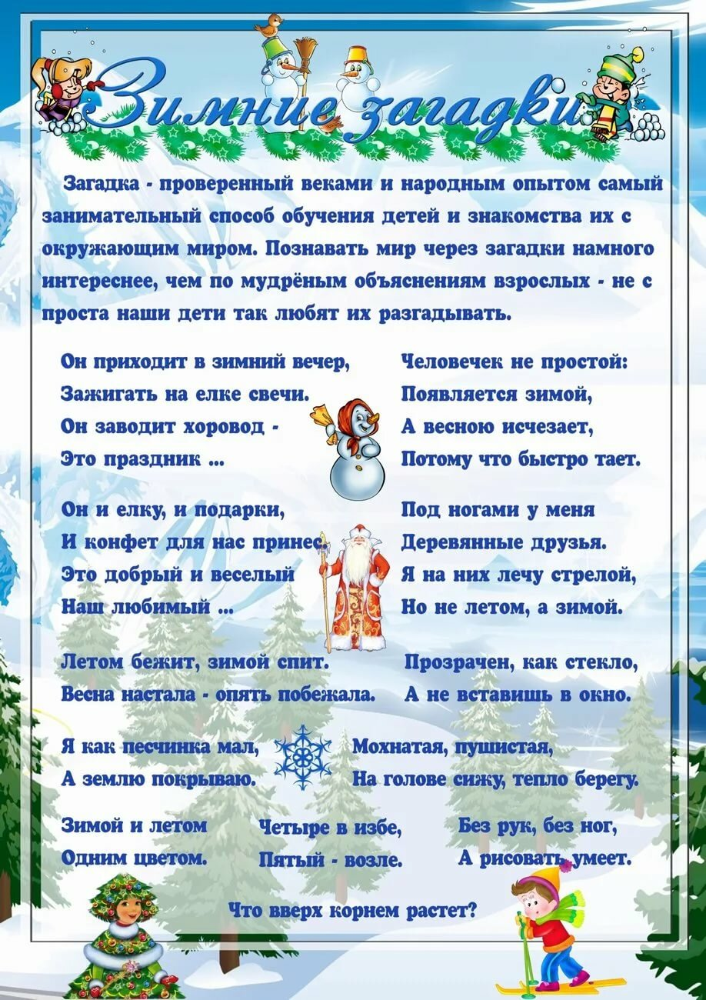 Зимние загадки
Загадка - проверенный веками и народным опытом самый
занимательный способ обучения детей и знакомства их с
окружающим миром. Познавать мир через загадки намного
интереснее, чем по мудрёным объяснениям взрослых - не с
проста наши дети так любят их разгадывать.
Он приходит в зимний вечер,
Зажигать на елке свечи.
Он заводит хоровод -
Это праздник ...
Человечек не простой:
Появляется зимой,
А весною исчезает,
Потому что быстро тает.
Он и елку, и подарки,
И конфет для нас принес.
Это добрый и веселый
Наш любимый ...
Под ногами у меня
Деревянные друзья.
Я на них лечу стрелой,
Но не летом, а зимой.
Летом бежит, зимой спит.
Весна настала - опять побежала.
Прозрачен, как стекло,
А не вставишь в окно.
Я как песчинка мал,
А землю покрываю.
Мохнатая, пушистая,
На голове сижу, тепло берегу.
Зимой и летом
Одним цветом.
Четыре в избе,
Пятый - возле.
Без рук, без ног,
А рисовать умеет.
Что вверх корнем растет?